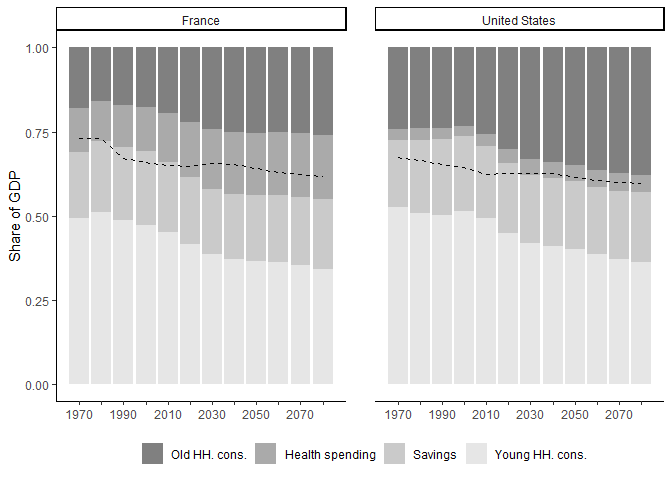 France
United States
Share of GDP
1.00
0.75
0.50
0.25
0.00
1970 1990 2010 2030 2050 2070
1970 1990 2010 2030 2050 2070
Old HH. cons. Health spending Savings Young HH. cons.